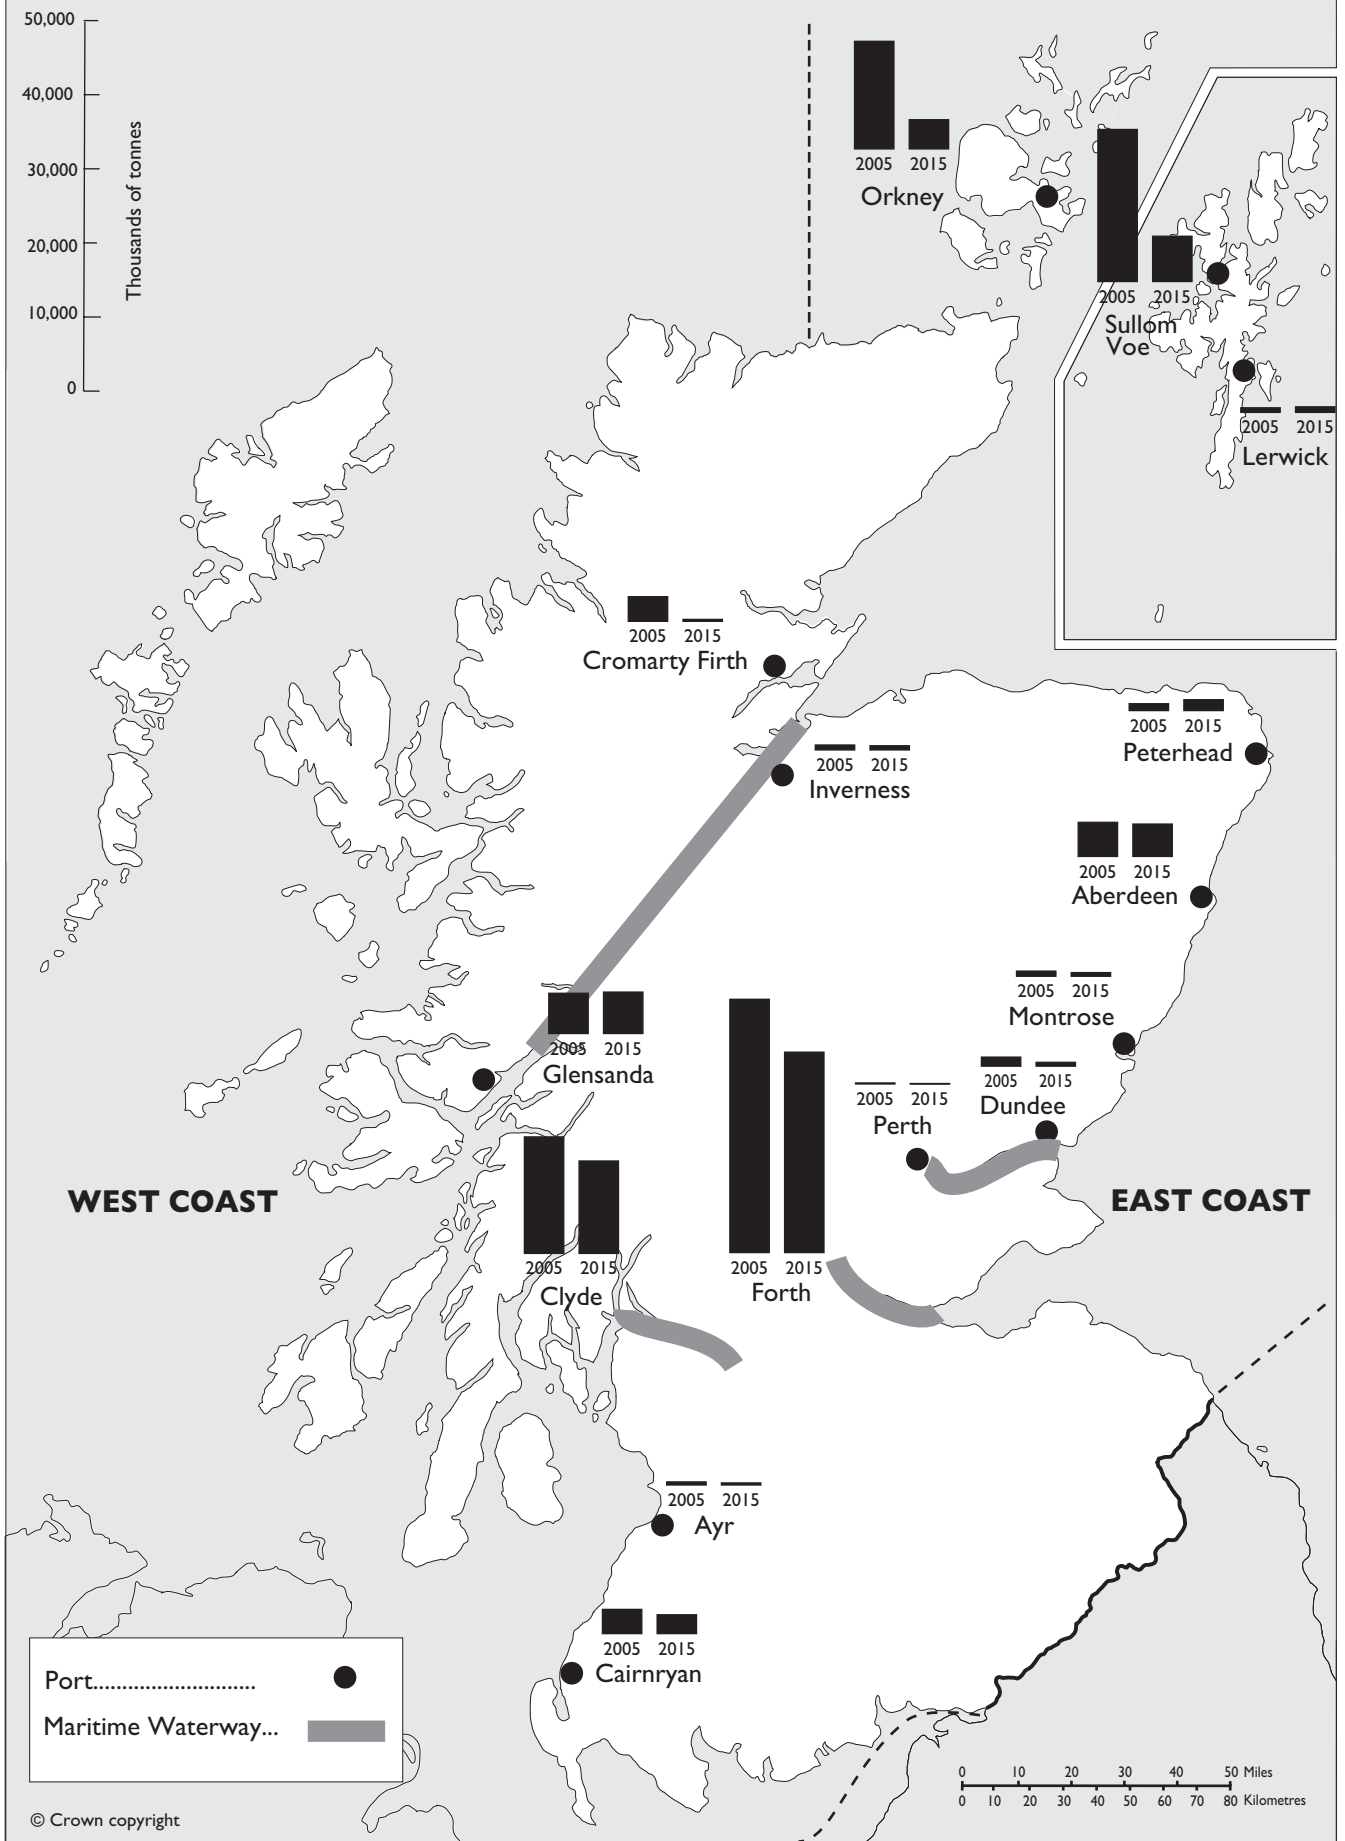 50,000
40,000
30,000
20,000
10,000
0
Thousands of tonnes
2005 2015
Orkney
2005 2015
Sullom
Voe
2005 2015
Lerwick
2005 2015
Cromarty Firth
2005 2015
Peterhead
2005 2015
Inverness
2005 2015
Aberdeen
2005 2015
Montrose
2005 2015
Glensanda
2005 2015
Dundee
2005 2015
Perth
WEST COAST
EAST COAST
2005 2015
Clyde
2005 2015
Forth
2005 2015
Ayr
2005 2015
Cairnryan
Port...........................
Maritime Waterway...
0 10 20 30 40 50 Miles
0 10 20 30 40 50 60 70 80 Kilometres
© Crown copyright